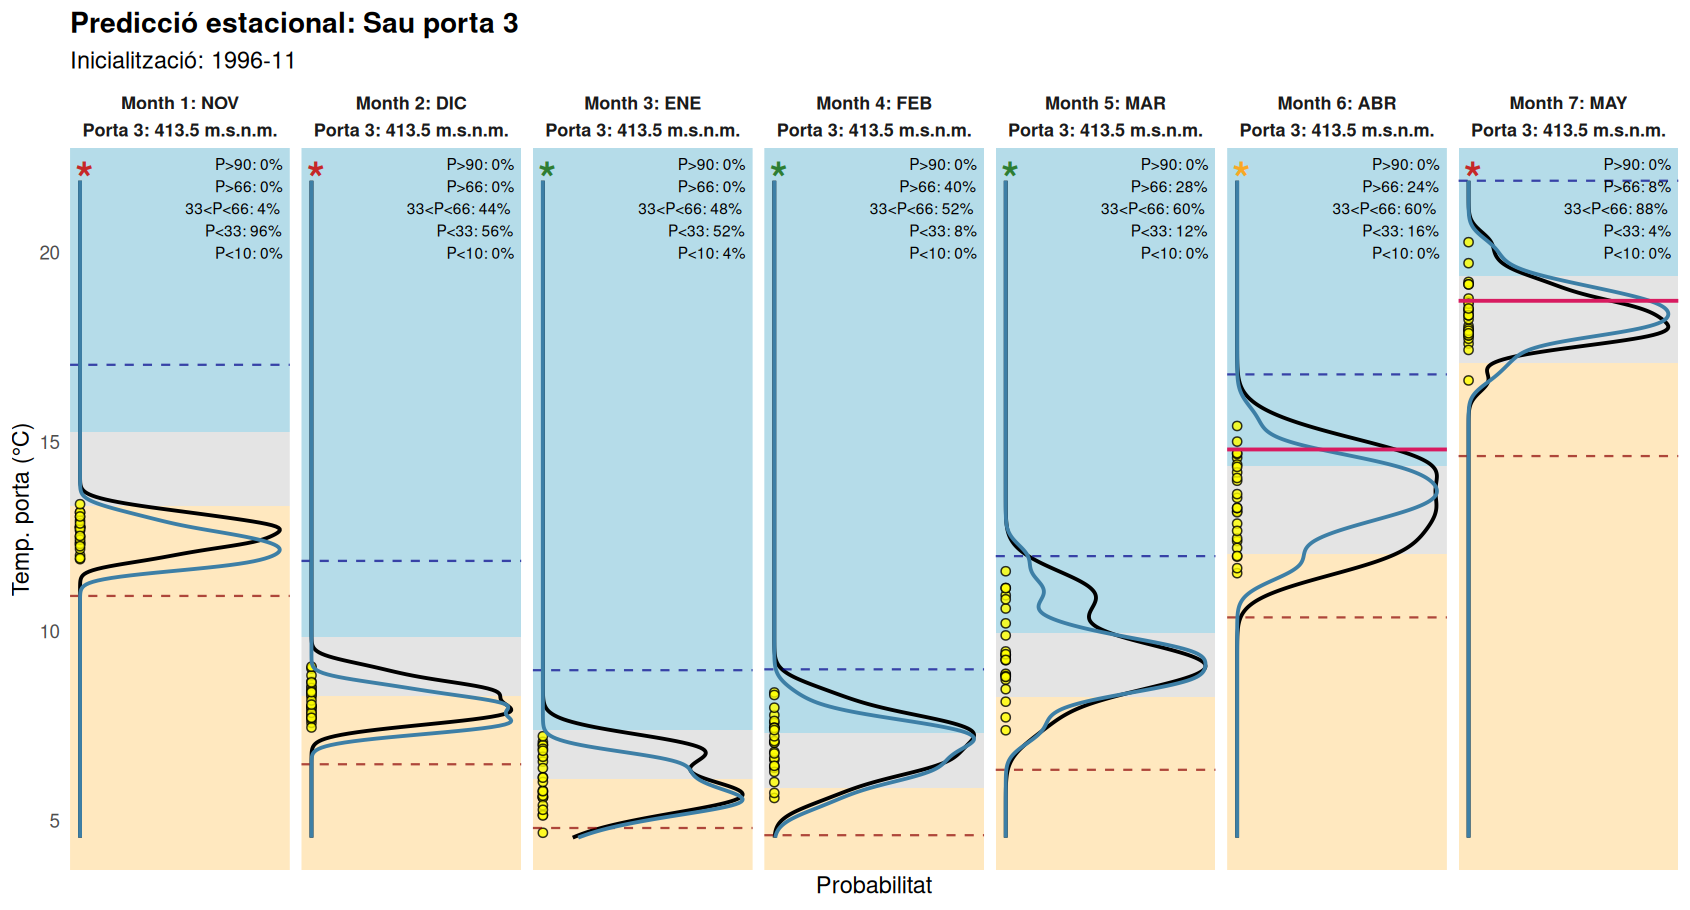 Predicció estacional: Sau porta 3
Inicialització: 1996-11
Month 1: NOV
Porta 3: 413.5 m.s.n.m.
Month 2: DIC
Porta 3: 413.5 m.s.n.m.
Month 3: ENE
Porta 3: 413.5 m.s.n.m.
Month 4: FEB
Porta 3: 413.5 m.s.n.m.
Month 5: MAR
Porta 3: 413.5 m.s.n.m.
Month 6: ABR
Porta 3: 413.5 m.s.n.m.
Month 7: MAY
Porta 3: 413.5 m.s.n.m.
*
P>90: 0%
P>66: 0%
33<P<66: 4%
P<33: 96%
P<10: 0%
*
P>90: 0%
P>66: 0%
33<P<66: 44%
P<33: 56%
P<10: 0%
*
P>90: 0%
P>66: 0%
33<P<66: 48%
P<33: 52%
P<10: 4%
*
P>90: 0%
P>66: 40%
33<P<66: 52%
P<33: 8%
P<10: 0%
*
P>90: 0%
P>66: 28%
33<P<66: 60%
P<33: 12%
P<10: 0%
*
P>90: 0%
P>66: 24%
33<P<66: 60%
P<33: 16%
P<10: 0%
*
P>90: 0%
P>66: 8%
33<P<66: 88%
P<33: 4%
P<10: 0%
20
15
10
5
Temp. porta (°C)
Probabilitat